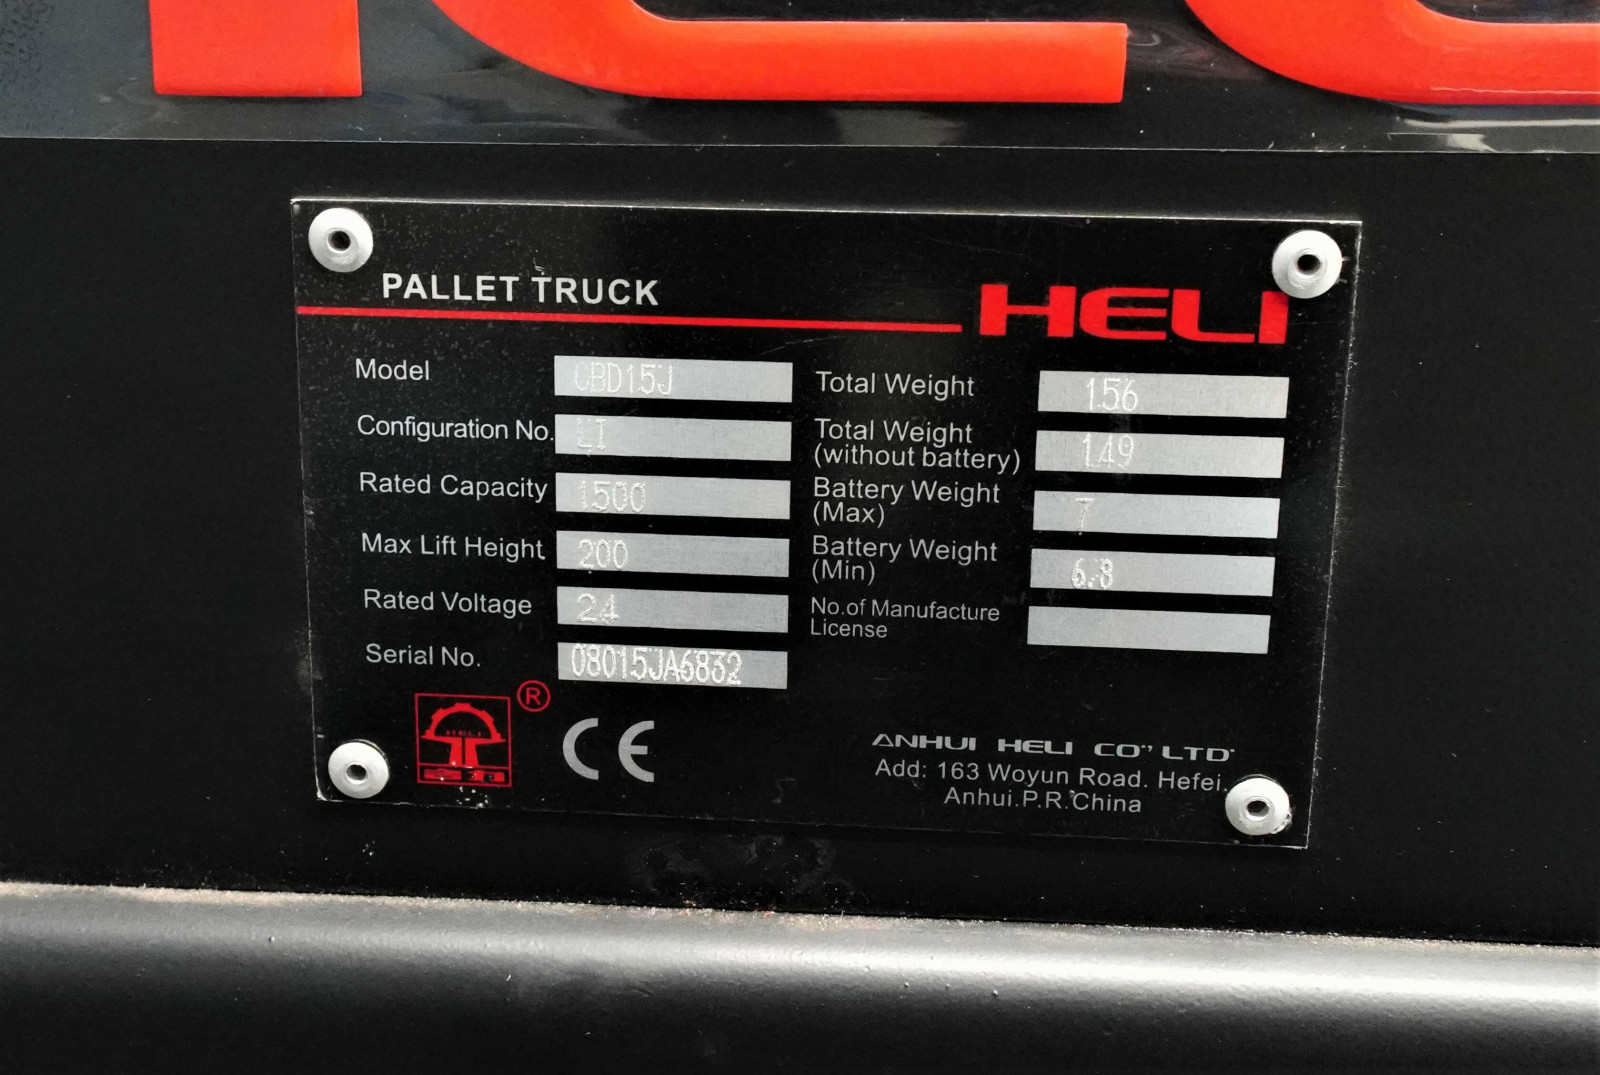 PALLET TRUCK
HELI
Model CBD15J
Configuration No. LI
Rated Capacity 1500
Max Lift Height 200
Rated Voltage 24
Serial No. 08015JA6832
Total Weight 156
Total Weight
(without battery) 149
Battery Weight
(Max) 7
Battery Weight
(Min) 6.8
No.of Manufacture
License
HELI
®
CE
ANHUI HELI CO" LTD
Add: 163 Woyun Road. Hefei.
Anhui.P.R.China